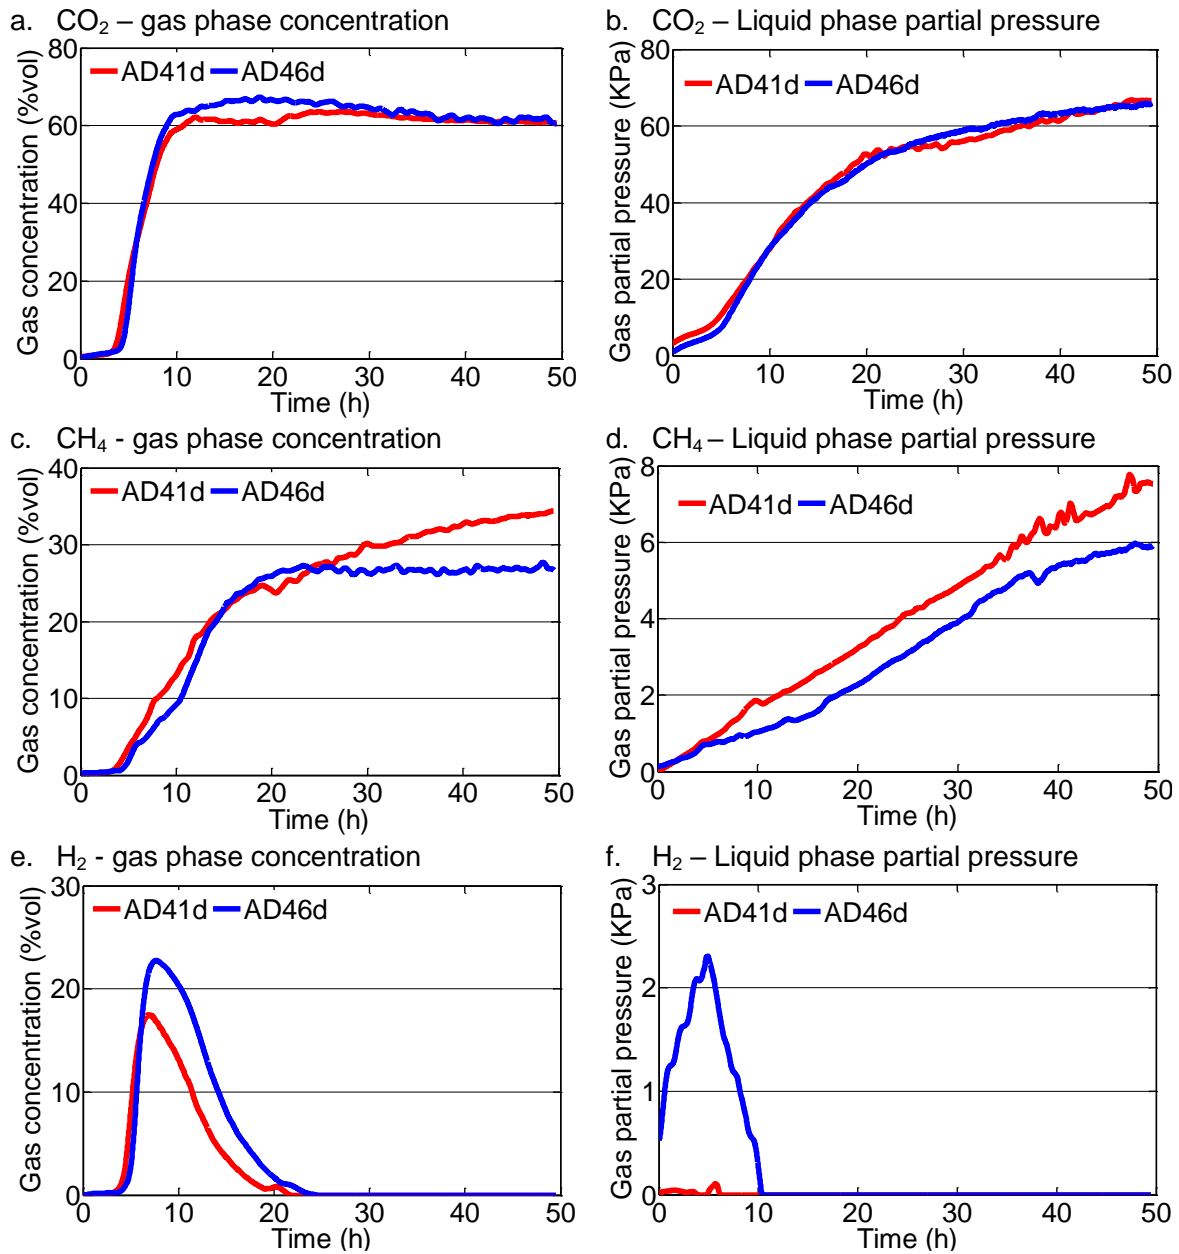 a. CO₂ – gas phase concentration
80
60
40
20
0
Gas concentration (%vol)
AD41d AD46d
0 10 20 30 40 50
Time (h)
b. CO₂ – Liquid phase partial pressure
80
60
40
20
0
Gas partial pressure (KPa)
AD41d AD46d
0 10 20 30 40 50
Time (h)
c. CH₄ - gas phase concentration
40
30
20
10
0
Gas concentration (%vol)
AD41d AD46d
0 10 20 30 40 50
Time (h)
d. CH₄ – Liquid phase partial pressure
8
6
4
2
0
Gas partial pressure (KPa)
AD41d AD46d
0 10 20 30 40 50
Time (h)
e. H₂ - gas phase concentration
30
20
10
0
Gas concentration (%vol)
AD41d AD46d
0 10 20 30 40 50
Time (h)
f. H₂ – Liquid phase partial pressure
3
2
1
0
Gas partial pressure (KPa)
AD41d AD46d
0 10 20 30 40 50
Time (h)